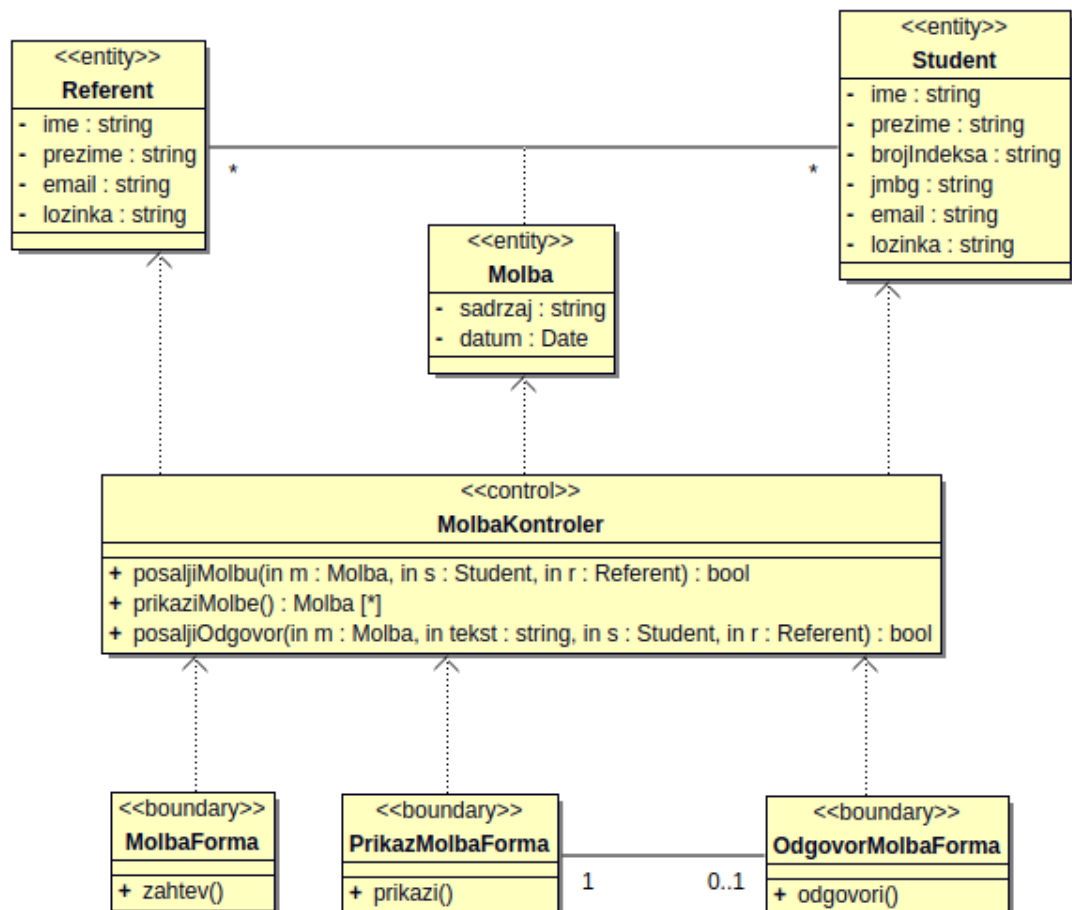 <<entity>>
Referent
- ime : string
- prezime : string
- email : string
- lozinka : string
*
<<entity>>
Student
- ime : string
- prezime : string
- brojIndeksa : string
- jmbg : string
- email : string
- lozinka : string
*
<<entity>>
Molba
- sadrzaj : string
- datum : Date
<<control>>
MolbaKontroler
+ posaljiMolbu(in m : Molba, in s : Student, in r : Referent) : bool
+ prikaziMolbe() : Molba [*]
+ posaljiOdgovor(in m : Molba, in tekst : string, in s : Student, in r : Referent) : bool
<<boundary>>
MolbaForma
+ zahtev()
<<boundary>>
PrikazMolbaForma
+ prikazi()
1
0..1
<<boundary>>
OdgovorMolbaForma
+ odgovori()